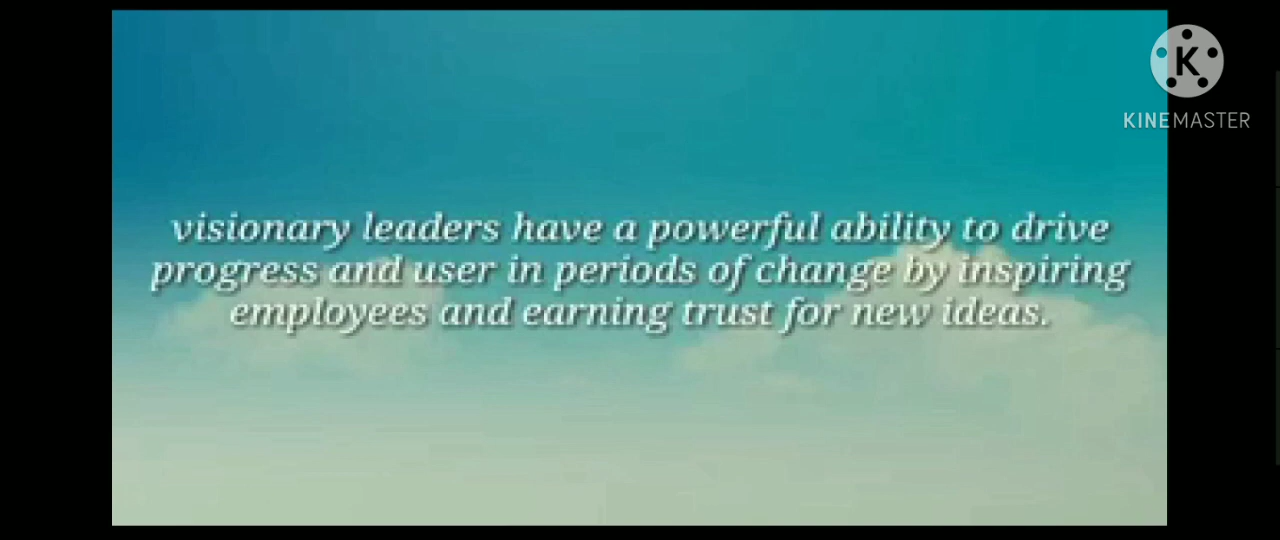 KINEMASTER
visionary leaders have a powerful ability to drive
progress and user in periods of change by inspiring
employees and earning trust for new ideas.